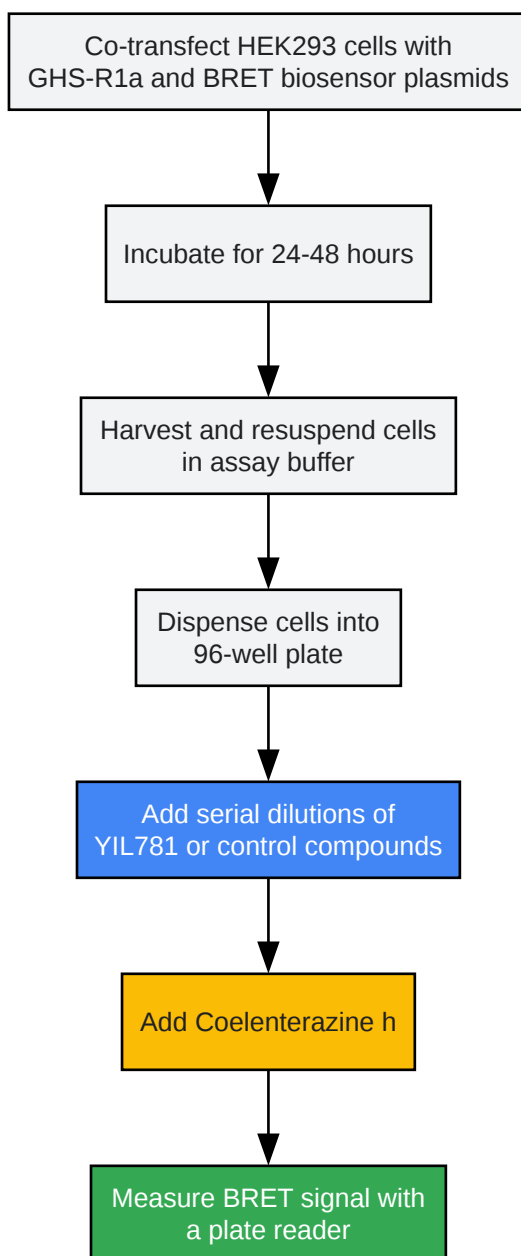 Co-transfect HEK293 cells with
GHS-R1a and BRET biosensor plasmids
Incubate for 24-48 hours
Harvest and resuspend cells
in assay buffer
Dispense cells into
96-well plate
Add serial dilutions of
YIL781 or control compounds
Add Coelenterazine h
Measure BRET signal with
a plate reader